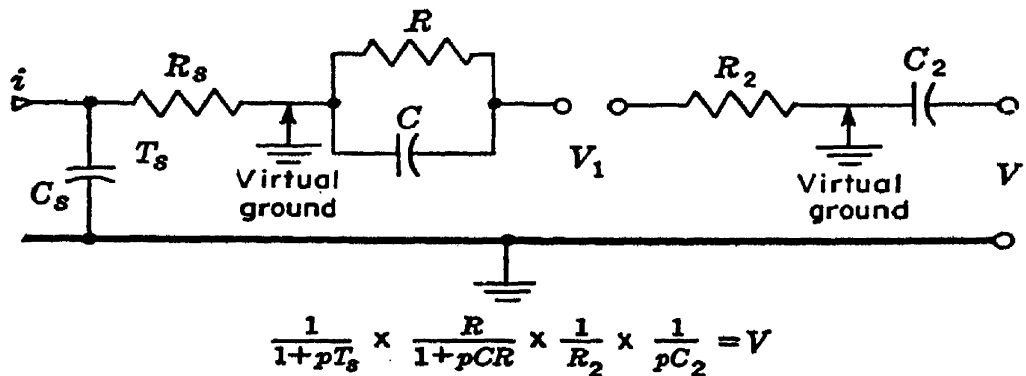 R
i
R_s
R_2
C_2
C
T_s
V_1
C_s
Virtual
ground
Virtual
ground
V
1/(1+pT_s) × R/(1+pCR) × 1/R_2 × 1/(pC_2) = V